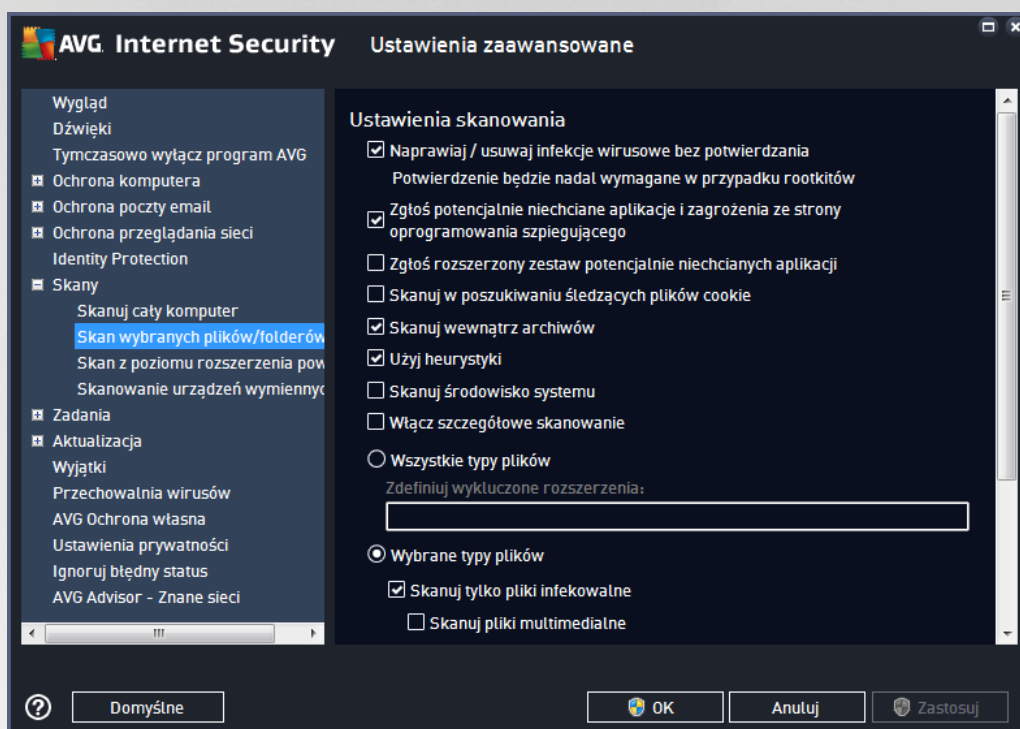 AVG. Internet Security
Ustawienia zaawansowane
Wygląd
Dźwięki
Tymczasowo wyłącz program AVG
Ochrona komputera
Ochrona poczty email
Ochrona przeglądania sieci
Identity Protection
Skany
Skanuj cały komputer
Skan wybranych plików/folderów
Skan z poziomu rozszerzenia pow
Skanowanie urządzeń wymiennyc
Zadania
Aktualizacja
Wyjątki
Przechowalnia wirusów
AVG Ochrona własna
Ustawienia prywatności
Ignoruj błędny status
AVG Advisor - Znane sieci
Ustawienia skanowania
Naprawiaj / usuwaj infekcje wirusowe bez potwierdzania
Potwierdzenie będzie nadal wymagane w przypadku rootkitów
Zgłoś potencjalnie niechciane aplikacje i zagrożenia ze strony
oprogramowania szpiegującego
Zgłoś rozszerzony zestaw potencjalnie niechcianych aplikacji
Skanuj w poszukiwaniu śledzących plików cookie
Skanuj wewnątrz archiwów
Użyj heurystyki
Skanuj środowisko systemu
Włącz szczegółowe skanowanie
Wszystkie typy plików
Zdefiniuj wykluczone rozszerzenia:
Wybrane typy plików
Skanuj tylko pliki infekowalne
Skanuj pliki multimedialne
Domyślne
OK
Anuluj
Zastosuj